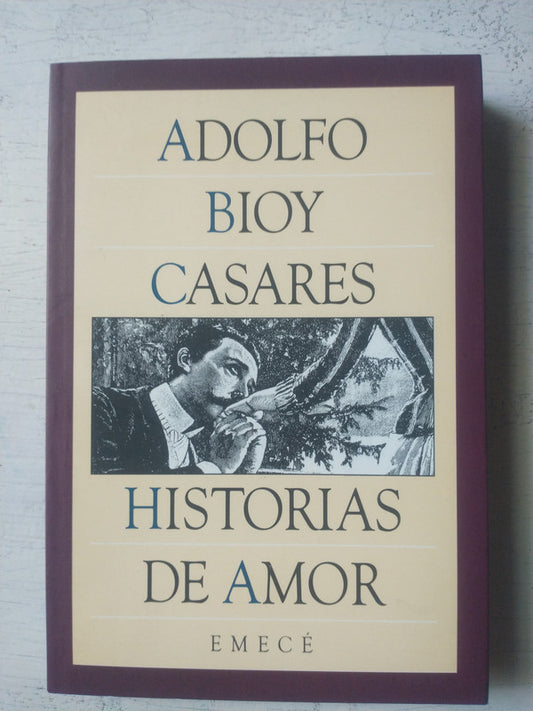 ADOLFO
BIOY
CASARES
HISTORIAS
DE AMOR
EMECÉ